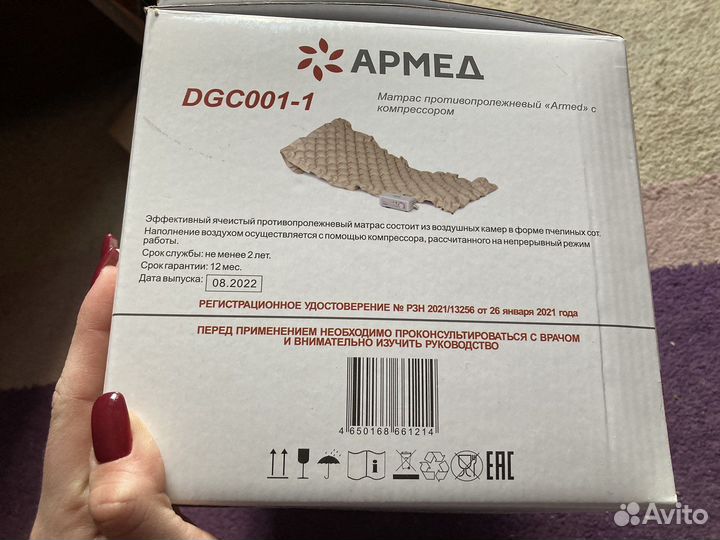 АРМЕД
DGC001-1
Матрас противопролежневый «Armed» с
компрессором
Эффективный ячеистый противопролежневый матрас состоит из воздушных камер в форме пчелиных сот.
Наполнение воздухом осуществляется с помощью компрессора, рассчитанного на непрерывный режим
работы.
Срок службы: не менее 2 лет.
Срок гарантии: 12 мес.
Дата выпуска: 08.2022
РЕГИСТРАЦИОННОЕ УДОСТОВЕРЕНИЕ № РЗН 2021/13256 от 26 января 2021 года
ПЕРЕД ПРИМЕНЕНИЕМ НЕОБХОДИМО ПРОКОНСУЛЬТИРОВАТЬСЯ С ВРАЧОМ
И ВНИМАТЕЛЬНО ИЗУЧИТЬ РУКОВОДСТВО
4 650168 661214
EAC
Avito